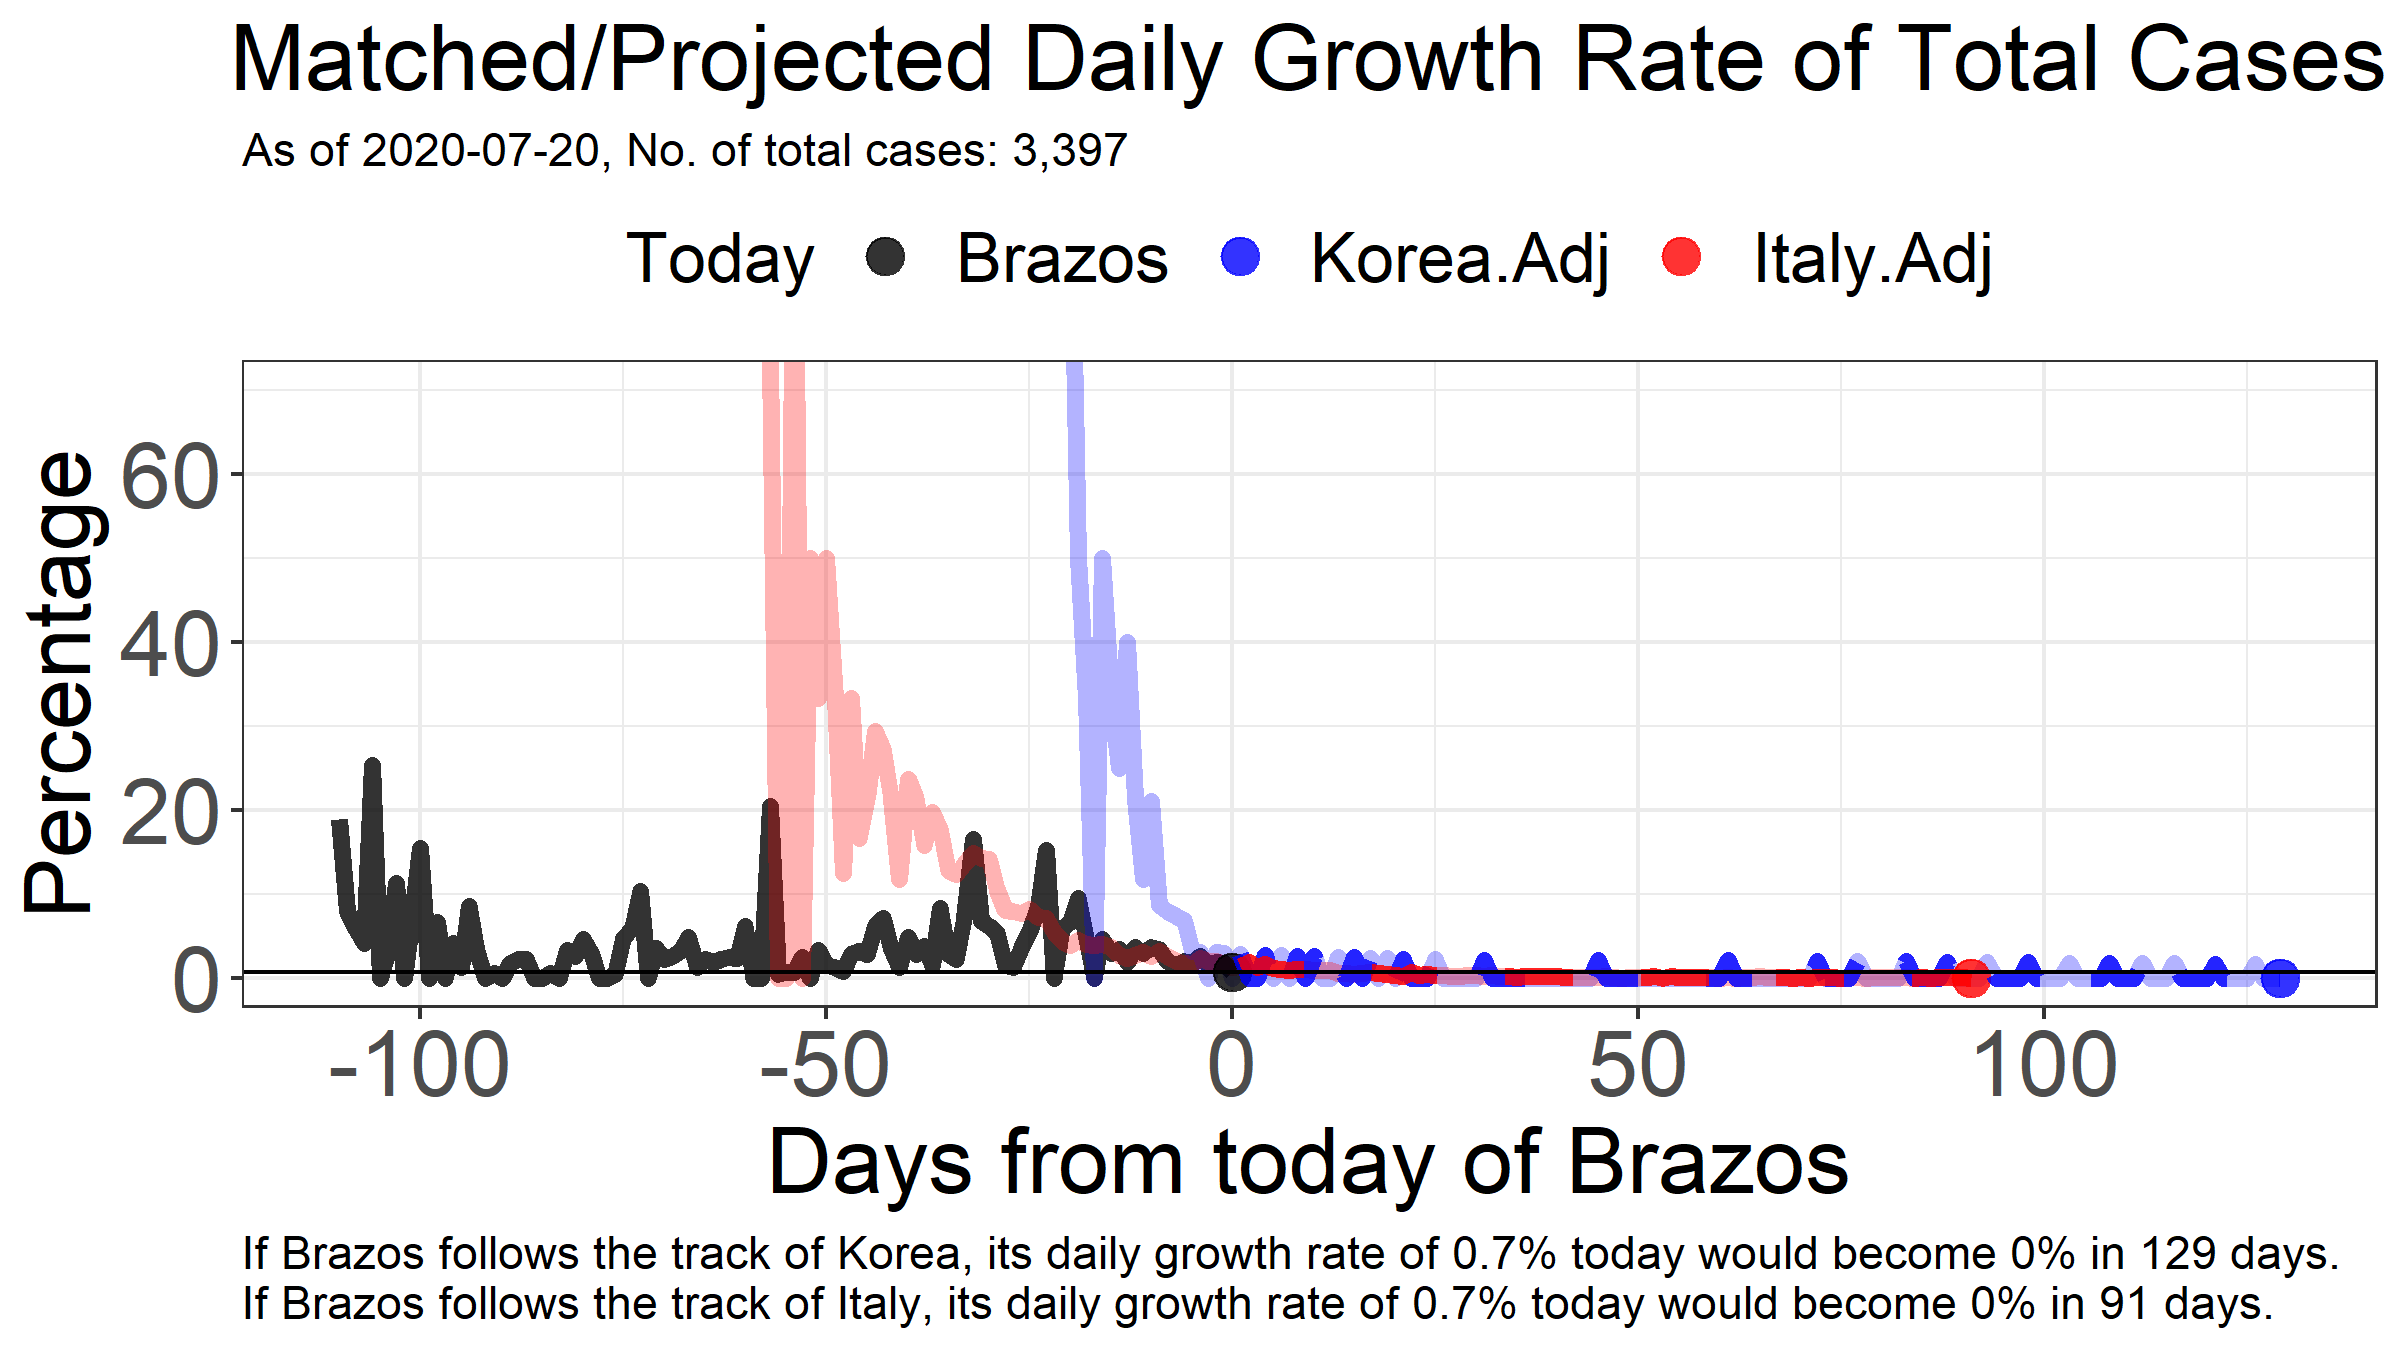 Matched/Projected Daily Growth Rate of Total Cases
As of 2020-07-20, No. of total cases: 3,397
Today Brazos Korea.Adj Italy.Adj
Percentage
60
40
20
0
-100 -50 0 50 100
Days from today of Brazos
If Brazos follows the track of Korea, its daily growth rate of 0.7% today would become 0% in 129 days.
If Brazos follows the track of Italy, its daily growth rate of 0.7% today would become 0% in 91 days.